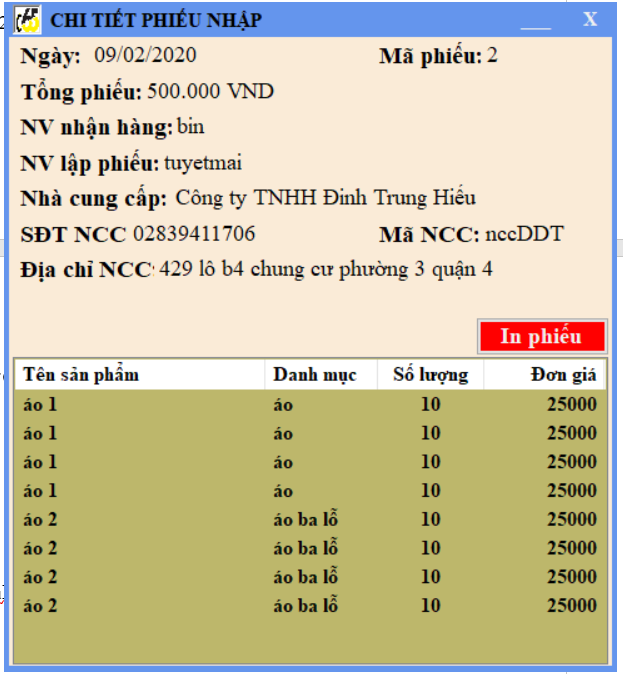 CHI TIẾT PHIẾU NHẬP
Ngày: 09/02/2020 Mã phiếu: 2
Tổng phiếu: 500.000 VND
NV nhận hàng: bin
NV lập phiếu: tuyetmai
Nhà cung cấp: Công ty TNHH Đinh Trung Hiếu
SĐT NCC 02839411706 Mã NCC: nccDDT
Địa chỉ NCC: 429 lô b4 chung cư phường 3 quận 4
In phiếu
Tên sản phẩm Danh mục Số lượng Đơn giá
áo 1 áo 10 25000
áo 1 áo 10 25000
áo 1 áo 10 25000
áo 1 áo 10 25000
áo 2 áo ba lỗ 10 25000
áo 2 áo ba lỗ 10 25000
áo 2 áo ba lỗ 10 25000
áo 2 áo ba lỗ 10 25000